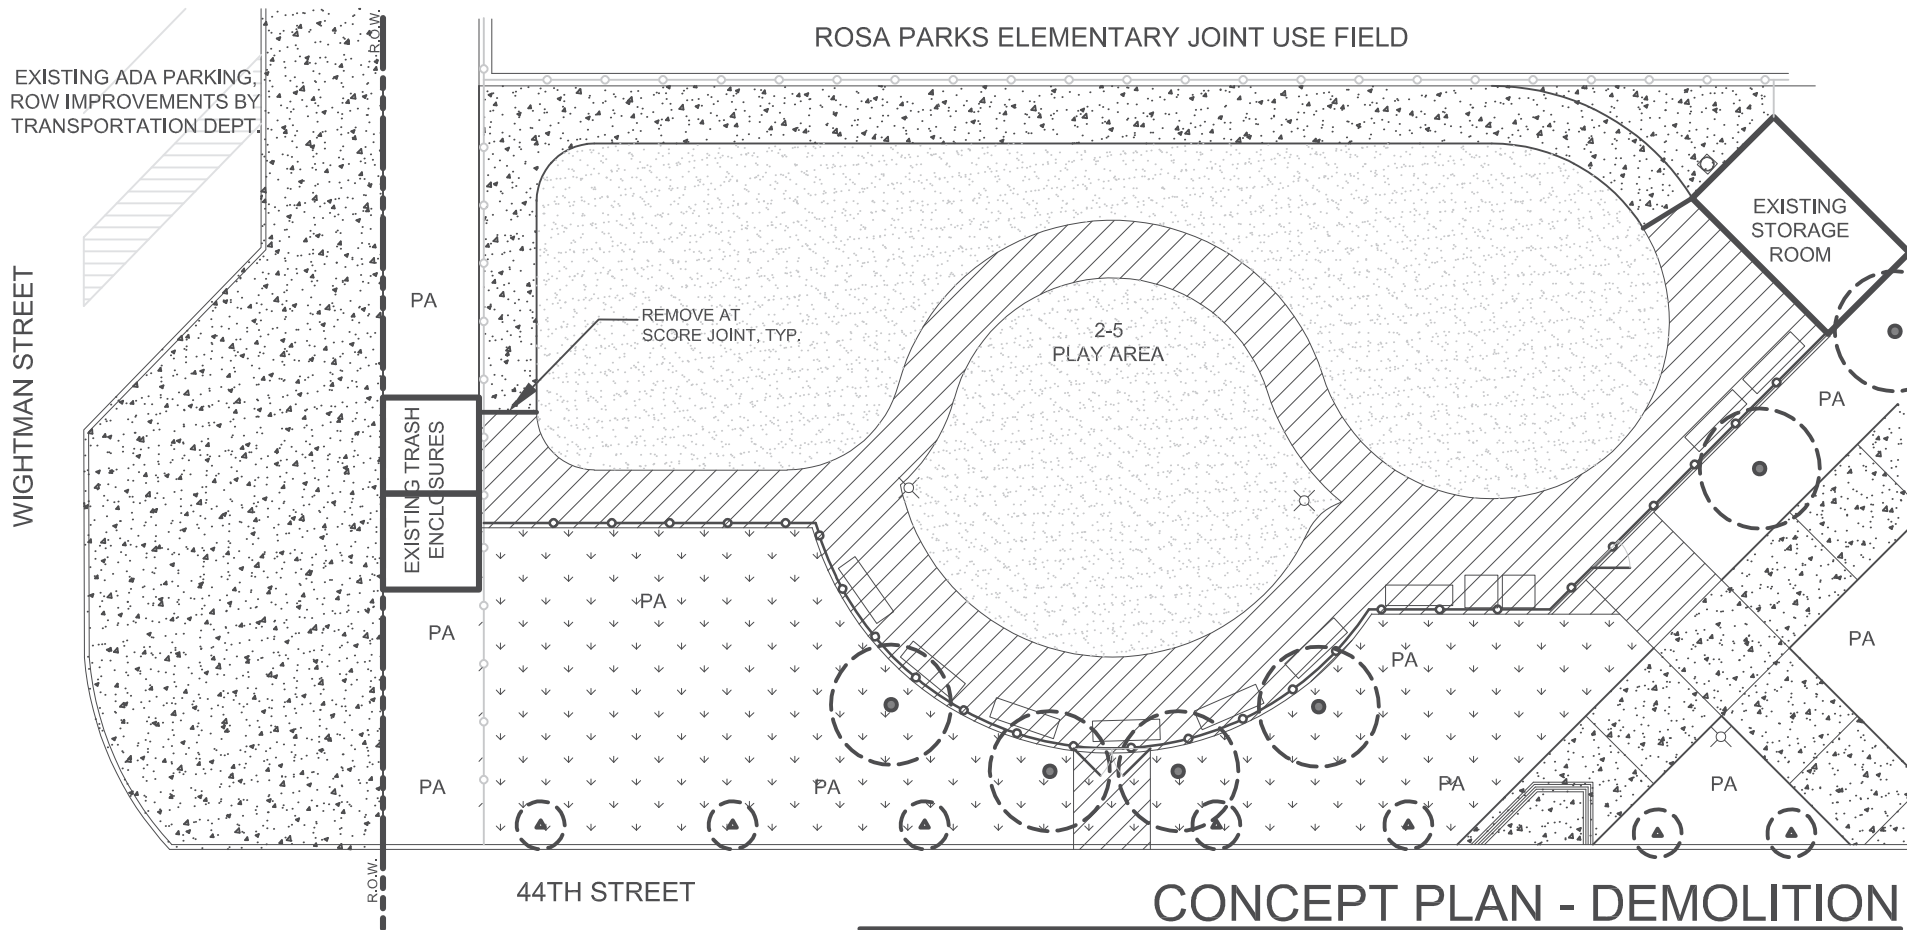 ROSA PARKS ELEMENTARY JOINT USE FIELD
R.O.W.
EXISTING ADA PARKING,
ROW IMPROVEMENTS BY
TRANSPORTATION DEPT.
EXISTING
STORAGE
ROOM
WIGHTMAN STREET
PA
REMOVE AT
SCORE JOINT, TYP.
2-5
PLAY AREA
PA
EXISTING TRASH
ENCLOSURES
PA
PA
PA
PA
PA
PA
PA
PA
R.O.W.
44TH STREET
CONCEPT PLAN - DEMOLITION